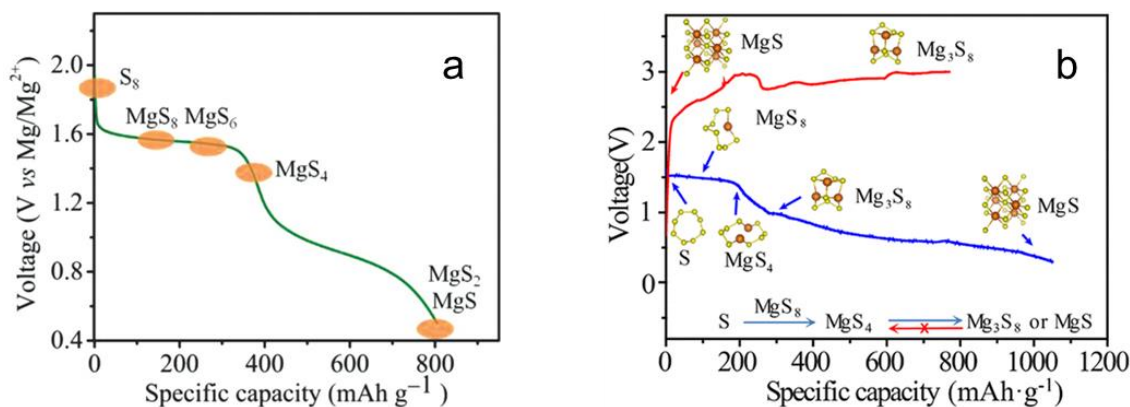 a
Voltage (V vs Mg/Mg²⁺)
2.0
1.6
1.2
0.8
0.4
S₈
MgS₈ MgS₆
MgS₄
MgS₂
MgS
0 200 400 600 800
Specific capacity (mAh g⁻¹)
b
Voltage(V)
3
2
1
0
MgS
Mg₃S₈
MgS₈
Mg₃S₈
MgS
S
MgS₄
MgS₈
S MgS₄ Mg₃S₈ or MgS
0 200 400 600 800 1000 1200
Specific capacity (mAh·g⁻¹)